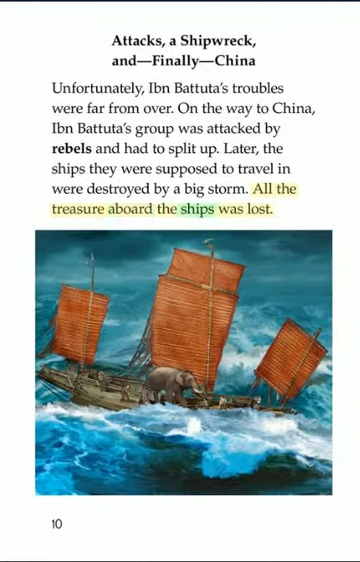 Attacks, a Shipwreck,
and—Finally—China
Unfortunately, Ibn Battuta's troubles
were far from over. On the way to China,
Ibn Battuta's group was attacked by
rebels and had to split up. Later, the
ships they were supposed to travel in
were destroyed by a big storm. All the
treasure aboard the ships was lost.
10